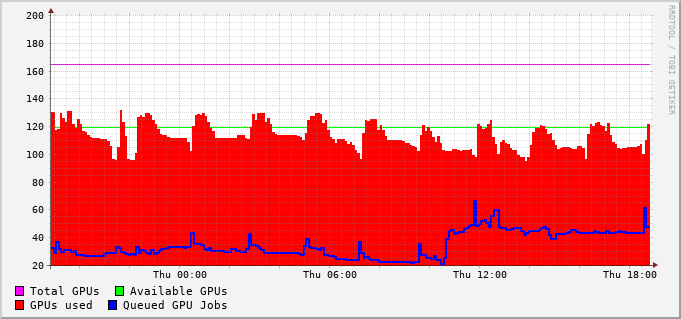 200
180
160
140
120
100
80
60
40
20
Thu 00:00 Thu 06:00 Thu 12:00 Thu 18:00
Total GPUs Available GPUs
GPUs used Queued GPU Jobs
RRDTOOL / TOBI OETIKER